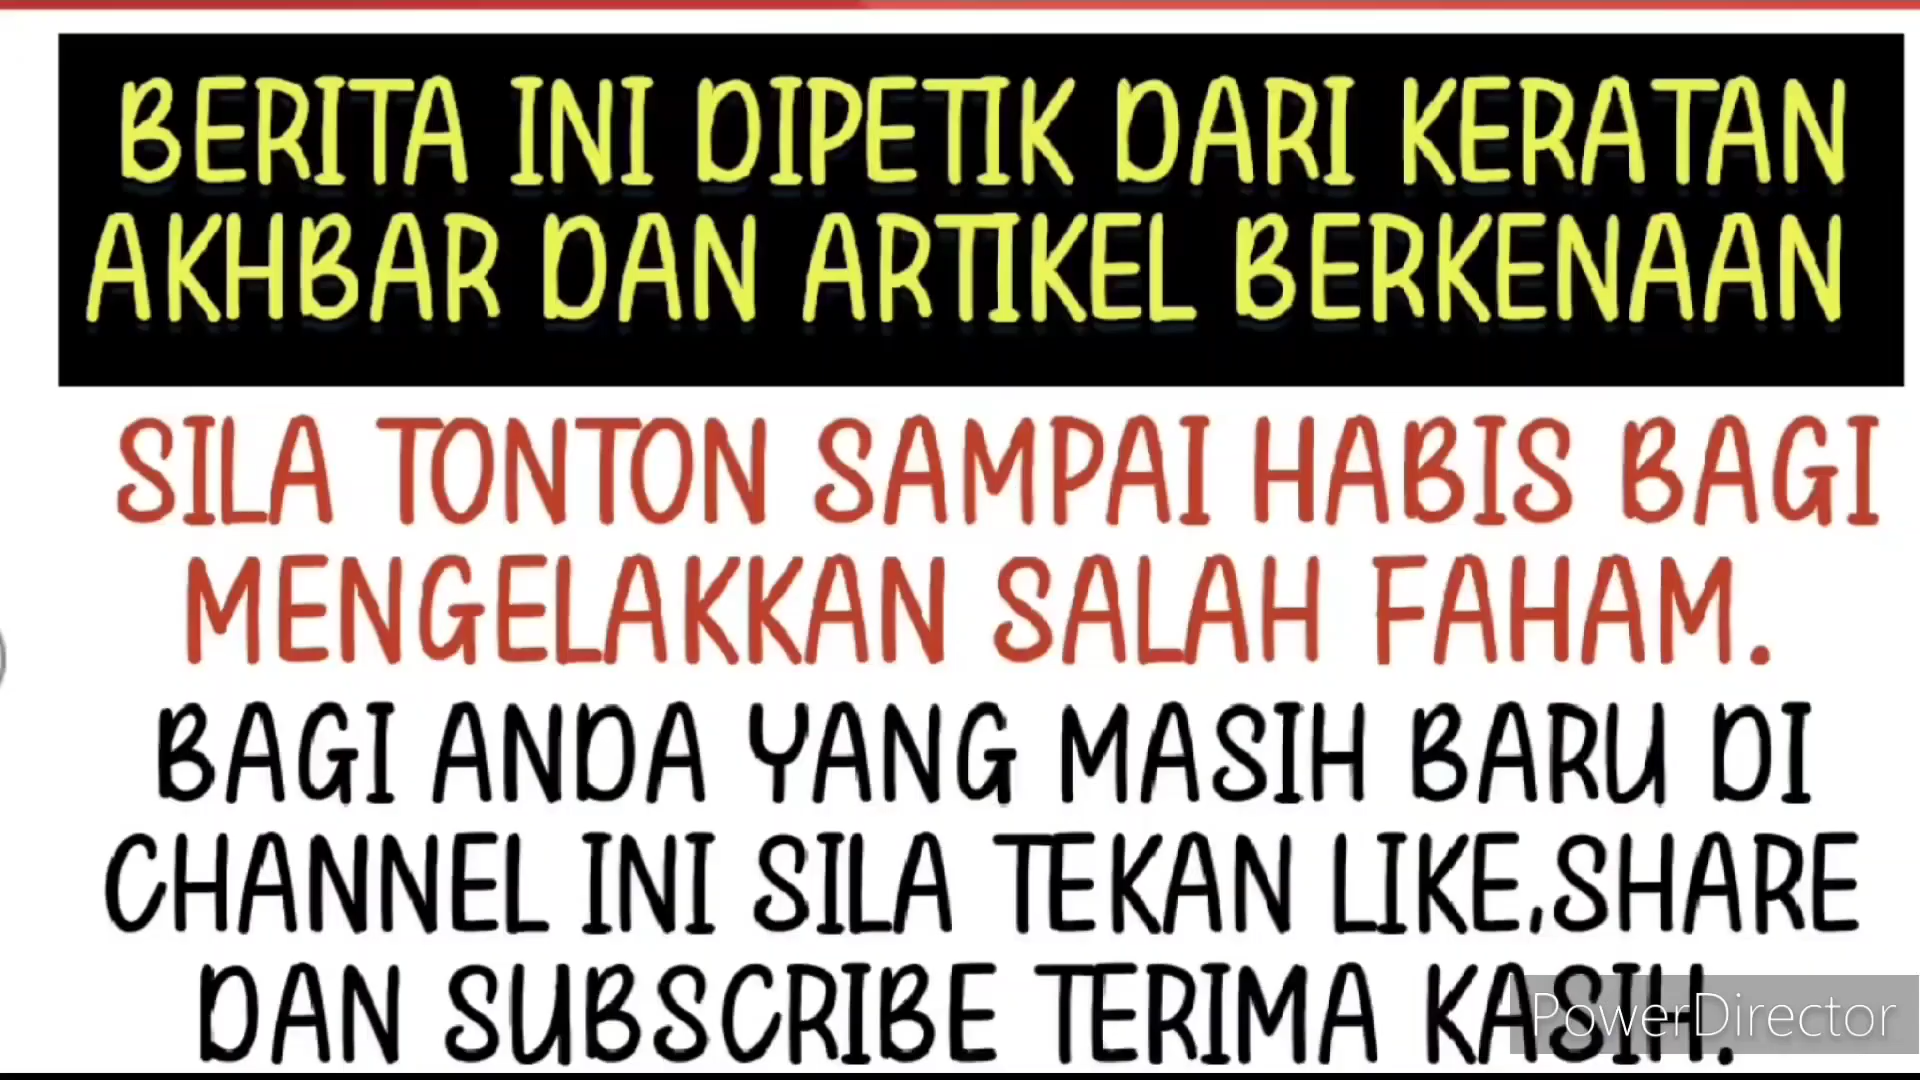 BERITA INI DIPETIK DARI KERATAN
AKHBAR DAN ARTIKEL BERKENAAN
SILA TONTON SAMPAI HABIS BAGI
MENGELAKKAN SALAH FAHAM.
BAGI ANDA YANG MASIH BARU DI
CHANNEL INI SILA TEKAN LIKE,SHARE
DAN SUBSCRIBE TERIMA KASIH.
PowerDirector